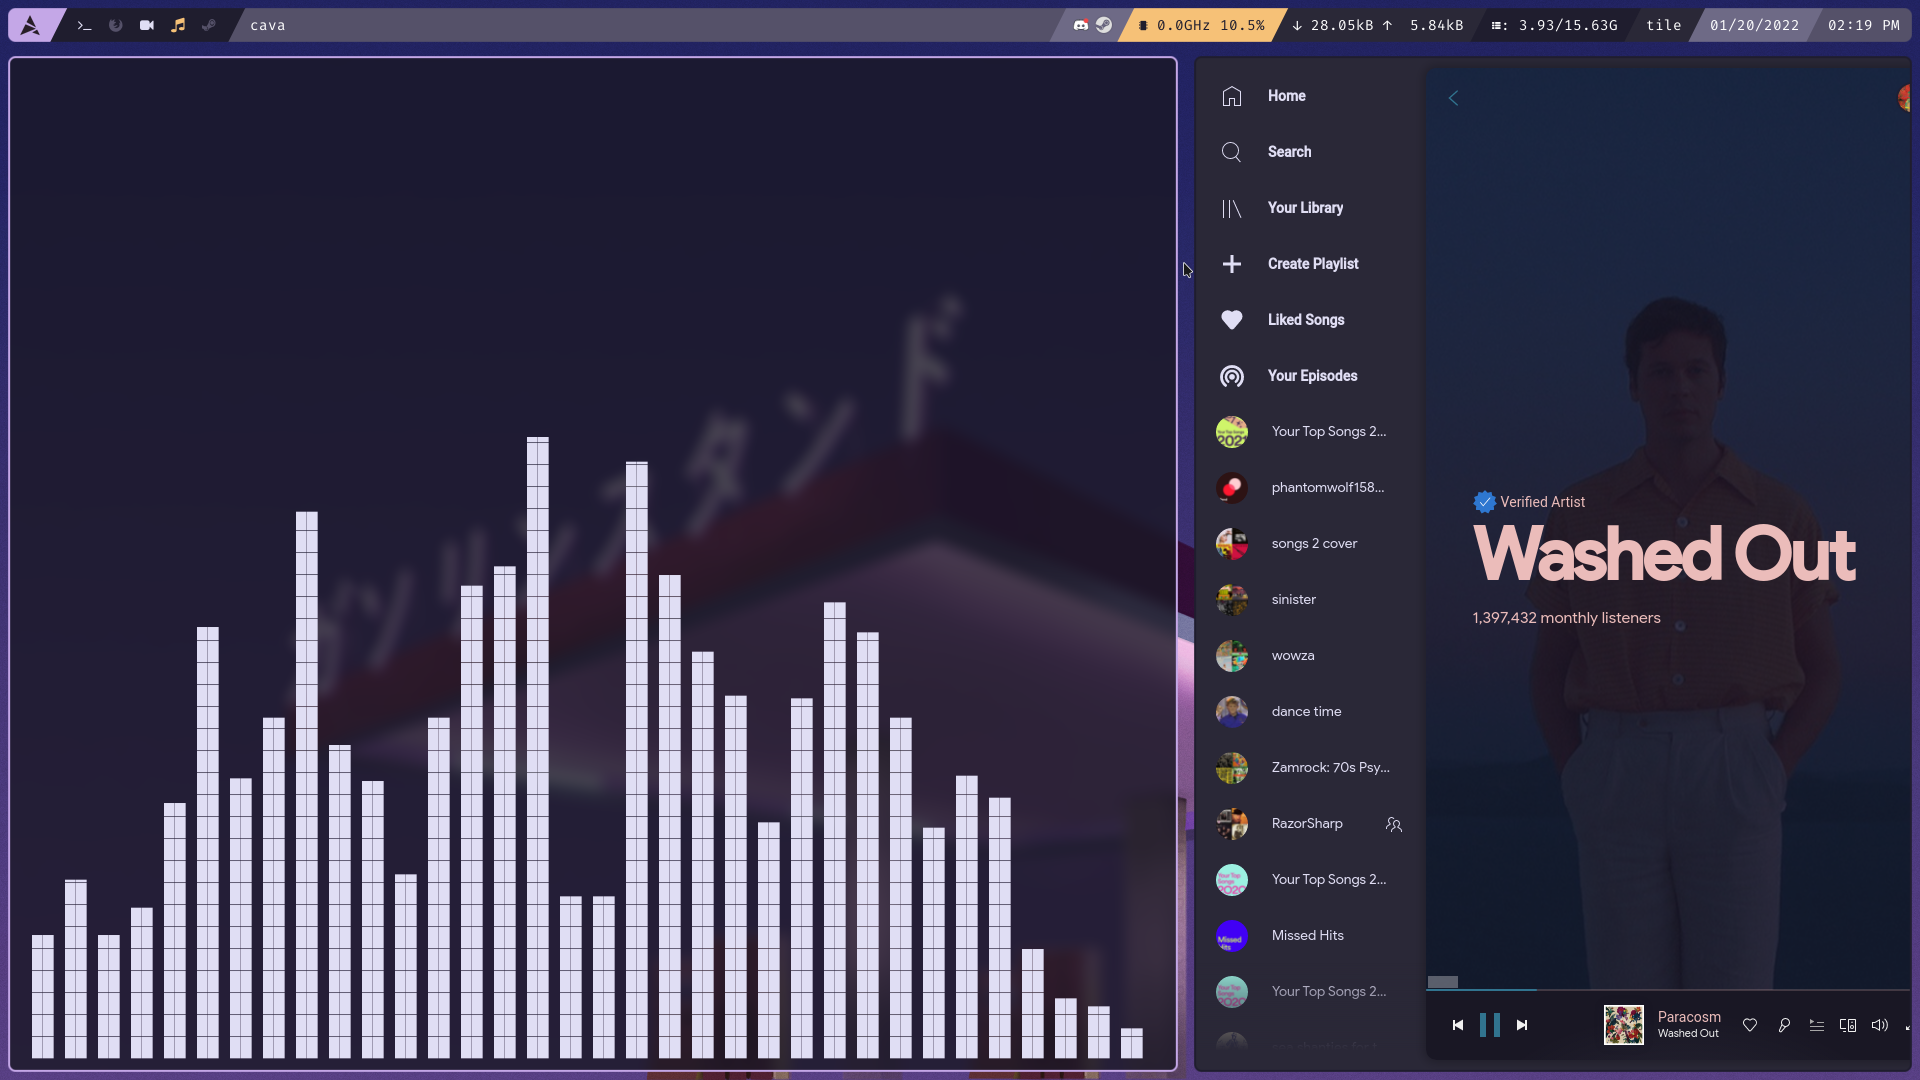 cava
0.0GHz 10.5%
↓ 28.05kB ↑ 5.84kB
: 3.93/15.63G
tile
01/20/2022
02:19 PM
Home
Search
Your Library
Create Playlist
Liked Songs
Your Episodes
Your Top Songs 2...
phantomwolf158...
songs 2 cover
sinister
wowza
dance time
Zamrock: 70s Psy...
RazorSharp
Your Top Songs 2...
Missed Hits
Your Top Songs 2...
Verified Artist
Washed Out
1,397,432 monthly listeners
Paracosm
Washed Out